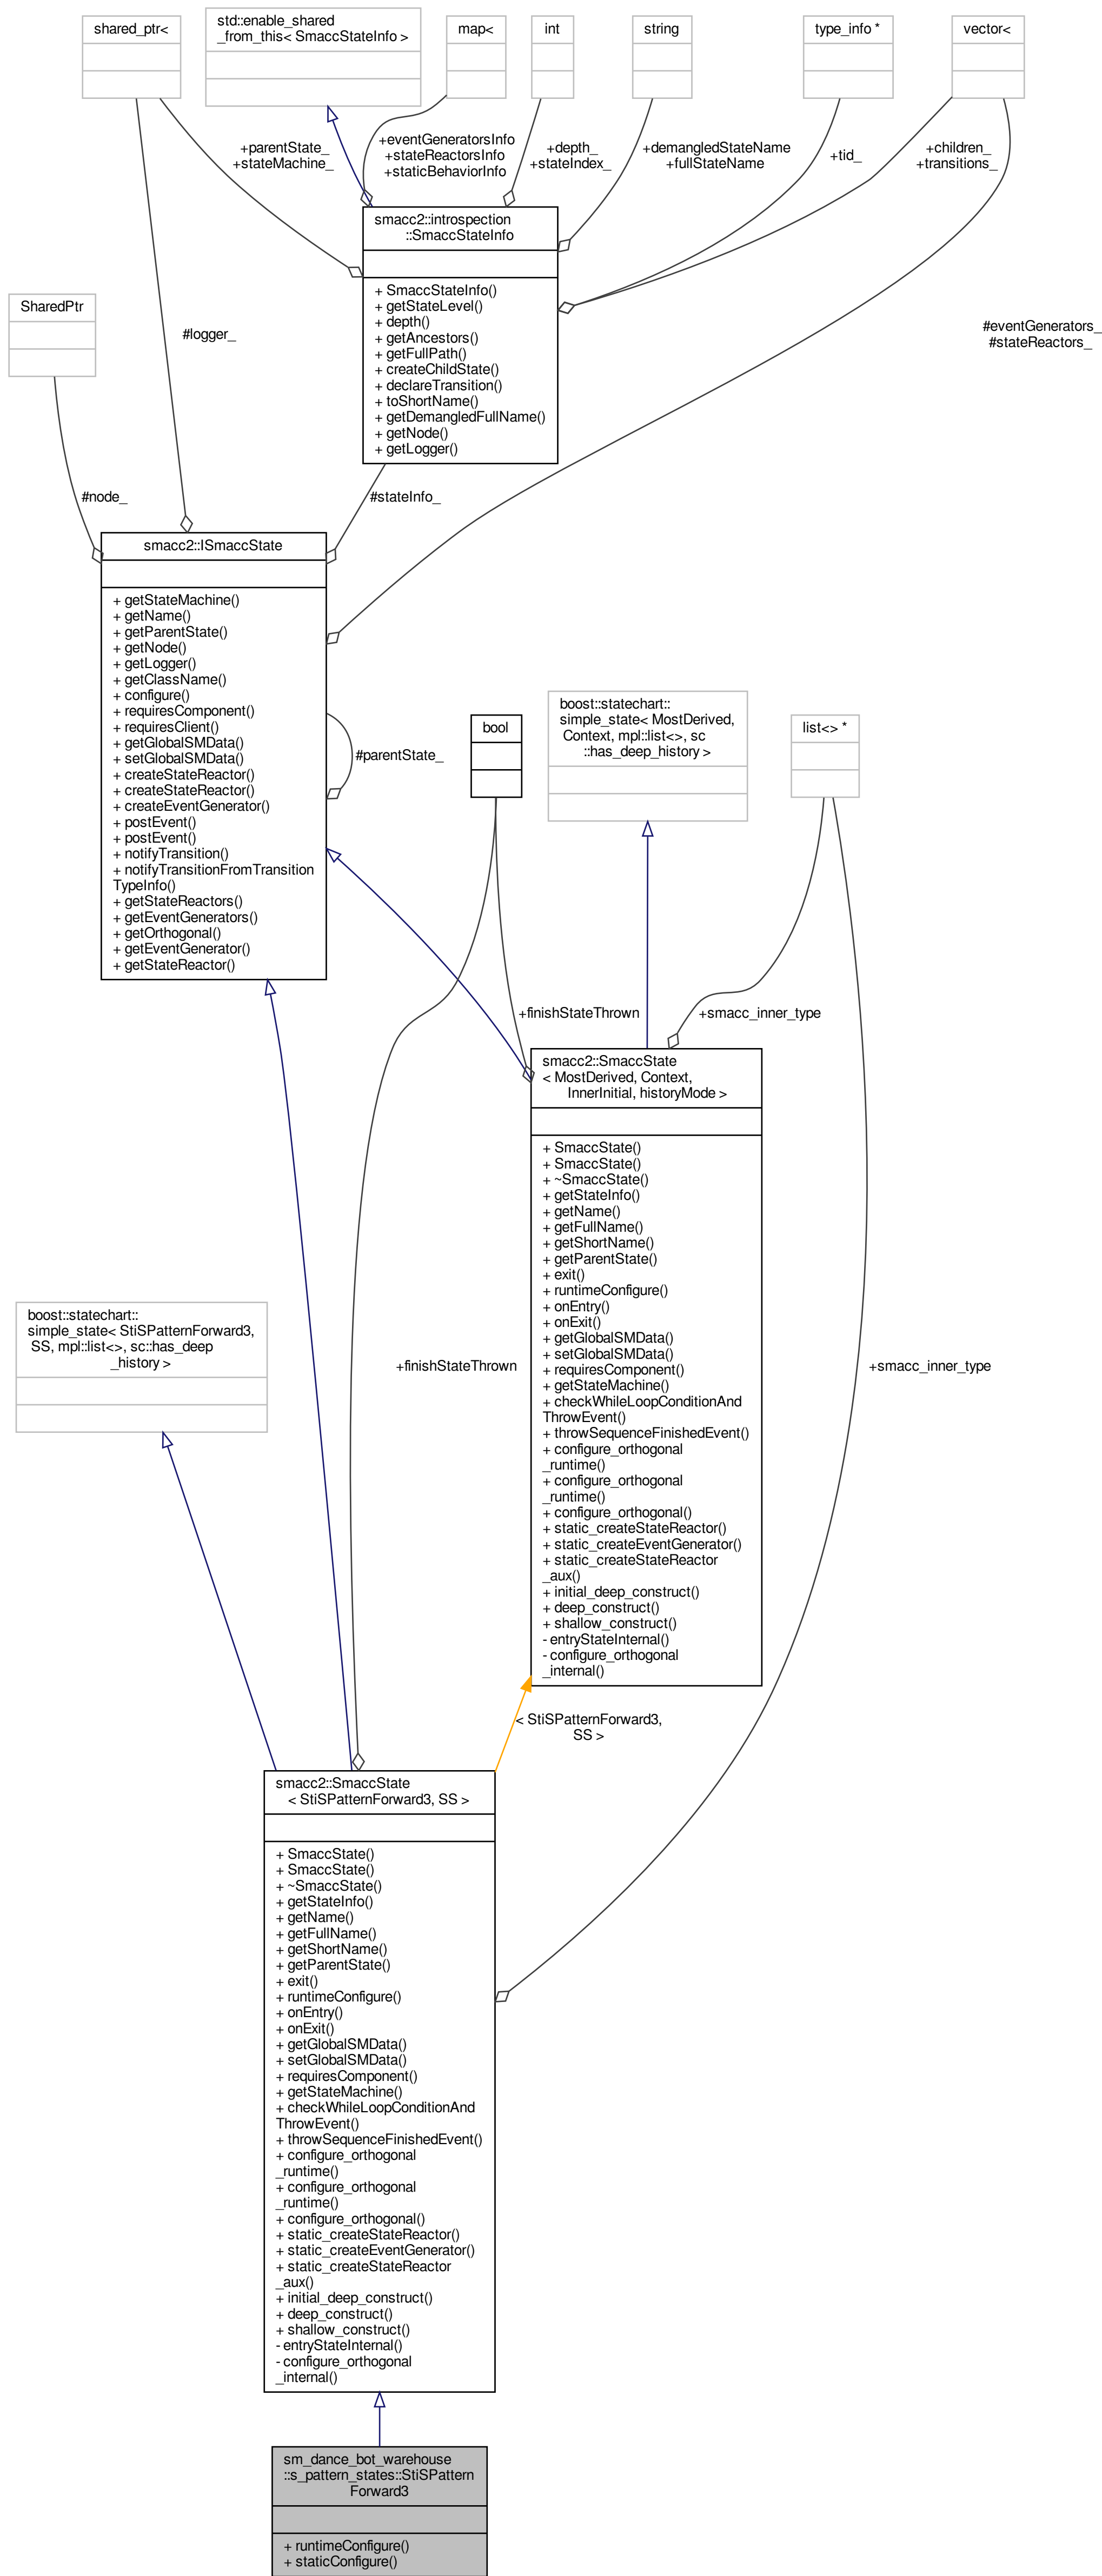 shared_ptr<
std::enable_shared
_from_this< SmaccStateInfo >
map<
int
string
type_info *
vector<
+parentState_
+stateMachine_
+eventGeneratorsInfo
+stateReactorsInfo
+staticBehaviorInfo
+depth_
+stateIndex_
+demangledStateName
+fullStateName
+tid_
+children_
+transitions_
smacc2::introspection
::SmaccStateInfo
+ SmaccStateInfo()
+ getStateLevel()
+ depth()
+ getAncestors()
+ getFullPath()
+ createChildState()
+ declareTransition()
+ toShortName()
+ getDemangledFullName()
+ getNode()
+ getLogger()
SharedPtr
#logger_
#eventGenerators_
#stateReactors_
#node_
#stateInfo_
smacc2::ISmaccState
+ getStateMachine()
+ getName()
+ getParentState()
+ getNode()
+ getLogger()
+ getClassName()
+ configure()
+ requiresComponent()
+ requiresClient()
+ getGlobalSMData()
+ setGlobalSMData()
+ createStateReactor()
+ createStateReactor()
+ createEventGenerator()
+ postEvent()
+ postEvent()
+ notifyTransition()
+ notifyTransitionFromTransition
TypeInfo()
+ getStateReactors()
+ getEventGenerators()
+ getOrthogonal()
+ getEventGenerator()
+ getStateReactor()
#parentState_
bool
boost::statechart::
simple_state< MostDerived,
Context, mpl::list<>, sc
::has_deep_history >
list<> *
+finishStateThrown
+smacc_inner_type
smacc2::SmaccState
< MostDerived, Context,
InnerInitial, historyMode >
+ SmaccState()
+ SmaccState()
+ ~SmaccState()
+ getStateInfo()
+ getName()
+ getFullName()
+ getShortName()
+ getParentState()
+ exit()
+ runtimeConfigure()
+ onEntry()
+ onExit()
+ getGlobalSMData()
+ setGlobalSMData()
+ requiresComponent()
+ getStateMachine()
+ checkWhileLoopConditionAnd
ThrowEvent()
+ throwSequenceFinishedEvent()
+ configure_orthogonal
_runtime()
+ configure_orthogonal
_runtime()
+ configure_orthogonal()
+ static_createStateReactor()
+ static_createEventGenerator()
+ static_createStateReactor
_aux()
+ initial_deep_construct()
+ deep_construct()
+ shallow_construct()
- entryStateInternal()
- configure_orthogonal
_internal()
boost::statechart::
simple_state< StiSPatternForward3,
SS, mpl::list<>, sc::has_deep
_history >
+finishStateThrown
+smacc_inner_type
< StiSPatternForward3,
SS >
smacc2::SmaccState
< StiSPatternForward3, SS >
+ SmaccState()
+ SmaccState()
+ ~SmaccState()
+ getStateInfo()
+ getName()
+ getFullName()
+ getShortName()
+ getParentState()
+ exit()
+ runtimeConfigure()
+ onEntry()
+ onExit()
+ getGlobalSMData()
+ setGlobalSMData()
+ requiresComponent()
+ getStateMachine()
+ checkWhileLoopConditionAnd
ThrowEvent()
+ throwSequenceFinishedEvent()
+ configure_orthogonal
_runtime()
+ configure_orthogonal
_runtime()
+ configure_orthogonal()
+ static_createStateReactor()
+ static_createEventGenerator()
+ static_createStateReactor
_aux()
+ initial_deep_construct()
+ deep_construct()
+ shallow_construct()
- entryStateInternal()
- configure_orthogonal
_internal()
sm_dance_bot_warehouse
::s_pattern_states::StiSPattern
Forward3
+ runtimeConfigure()
+ staticConfigure()